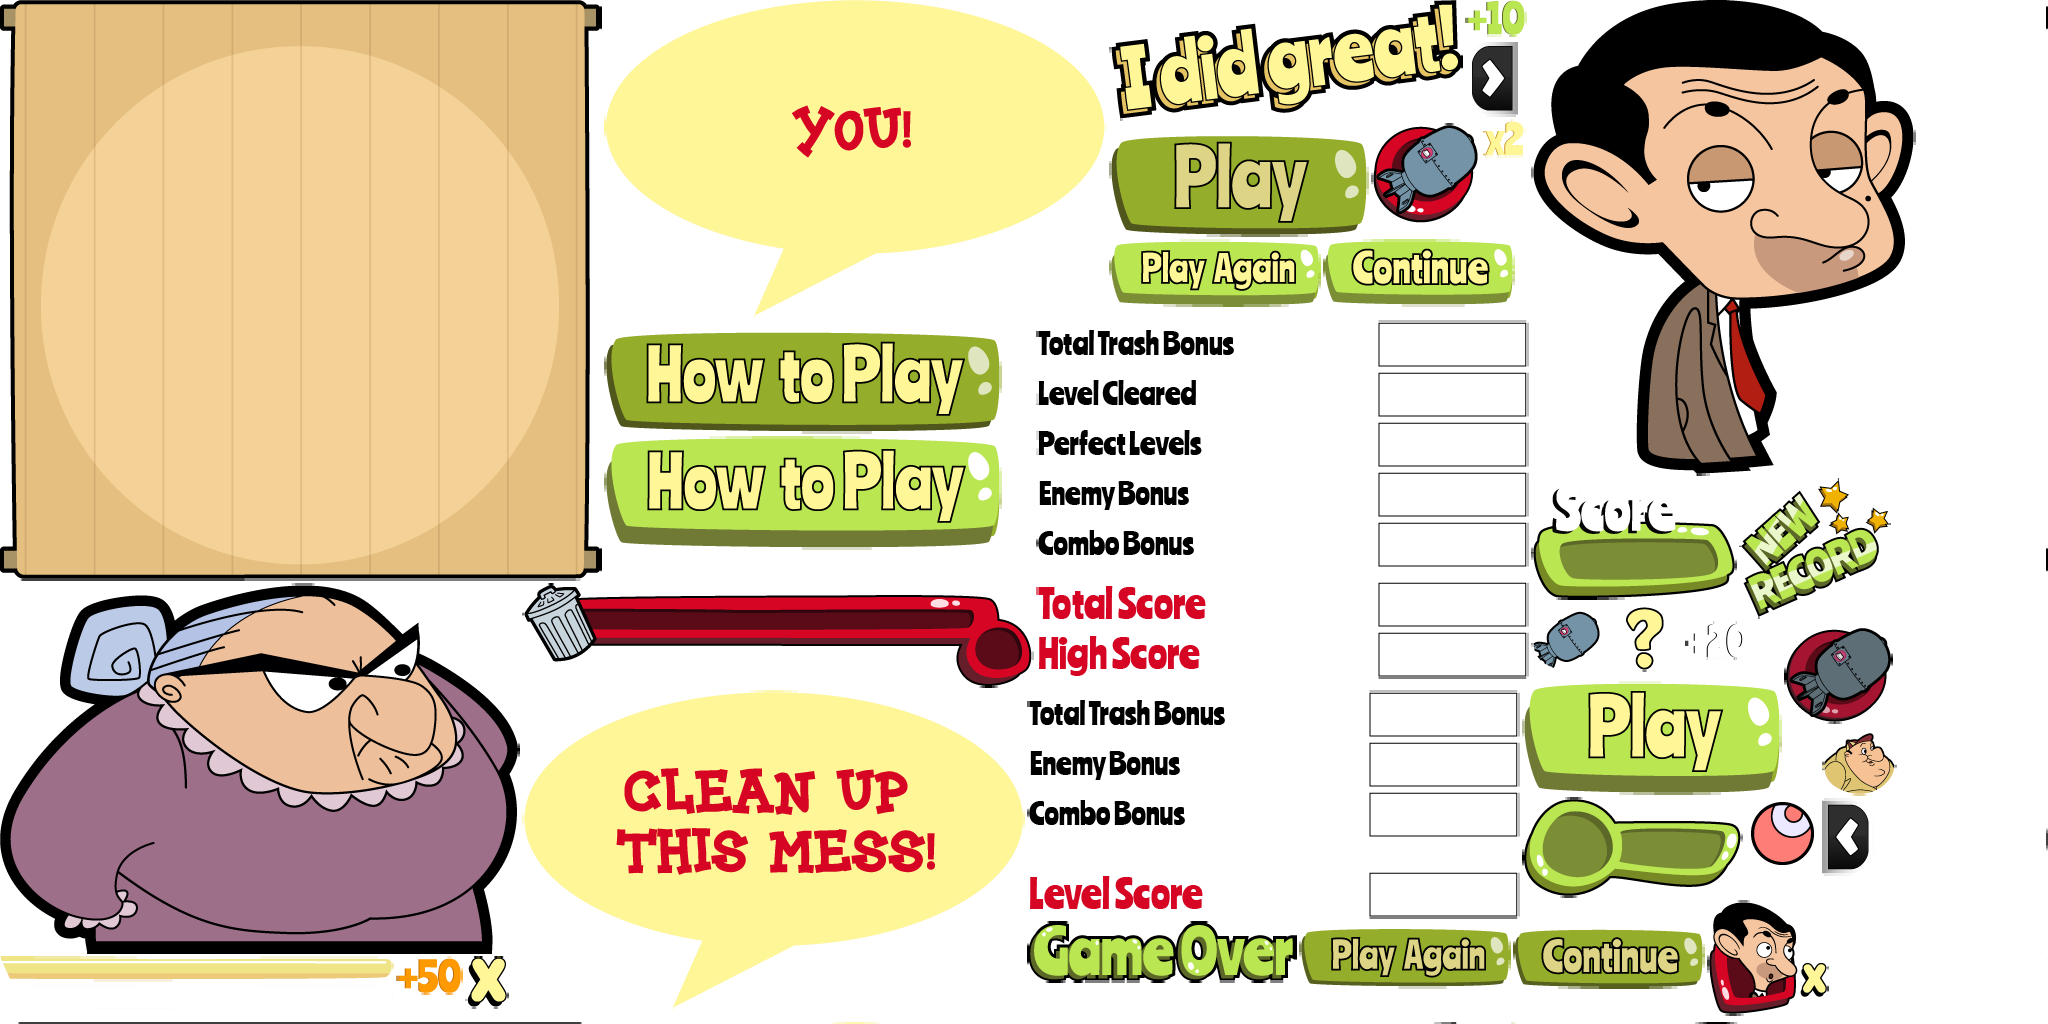 YOU!
I did great!
+10
x2
Play
Play Again
Continue
How to Play
How to Play
Total Trash Bonus
Level Cleared
Perfect Levels
Enemy Bonus
Combo Bonus
Total Score
High Score
Score
NEW
RECORD
?
+20
Total Trash Bonus
Enemy Bonus
Combo Bonus
Level Score
Play
CLEAN UP
THIS MESS!
Game Over
Play Again
Continue
+50
X
X